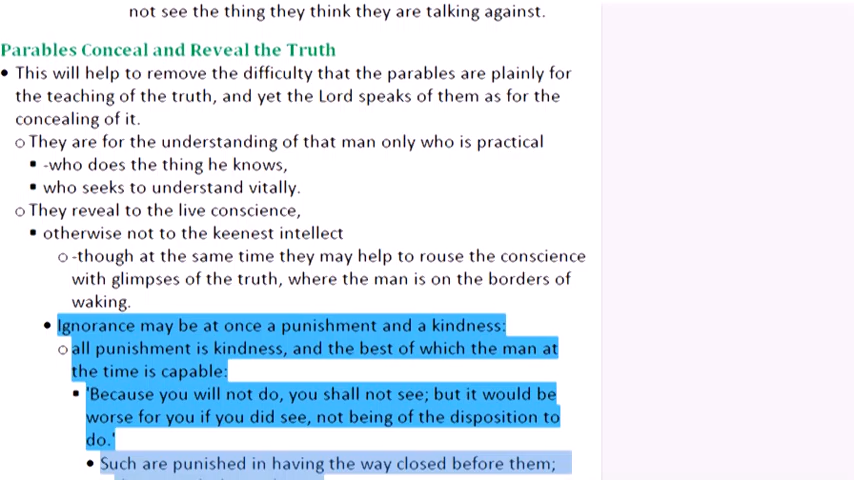 not see the thing they think they are talking against.
Parables Conceal and Reveal the Truth
• This will help to remove the difficulty that the parables are plainly for
the teaching of the truth, and yet the Lord speaks of them as for the
concealing of it.
○ They are for the understanding of that man only who is practical
▪ -who does the thing he knows,
▪ who seeks to understand vitally.
○ They reveal to the live conscience,
▪ otherwise not to the keenest intellect
○ -though at the same time they may help to rouse the conscience
with glimpses of the truth, where the man is on the borders of
waking.
• Ignorance may be at once a punishment and a kindness:
○ all punishment is kindness, and the best of which the man at
the time is capable:
▪ 'Because you will not do, you shall not see; but it would be
worse for you if you did see, not being of the disposition to
do.'
• Such are punished in having the way closed before them;